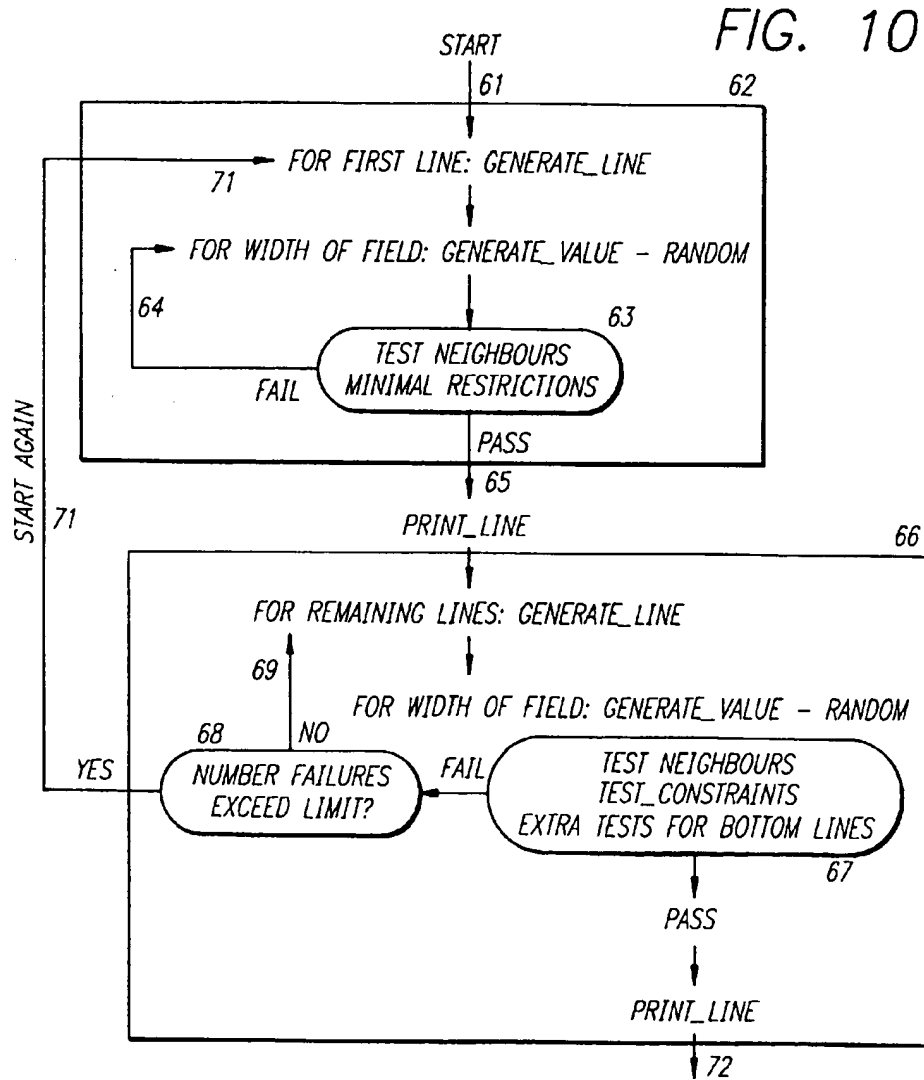 FIG. 10
START
61
62
FOR FIRST LINE: GENERATE_LINE
71
FOR WIDTH OF FIELD: GENERATE_VALUE - RANDOM
64
63
TEST NEIGHBOURS
MINIMAL RESTRICTIONS
FAIL
PASS
65
START AGAIN
71
PRINT_LINE
66
FOR REMAINING LINES: GENERATE_LINE
69
FOR WIDTH OF FIELD: GENERATE_VALUE - RANDOM
68
NO
YES
NUMBER FAILURES
EXCEED LIMIT?
FAIL
TEST NEIGHBOURS
TEST_CONSTRAINTS
EXTRA TESTS FOR BOTTOM LINES
67
PASS
PRINT_LINE
72